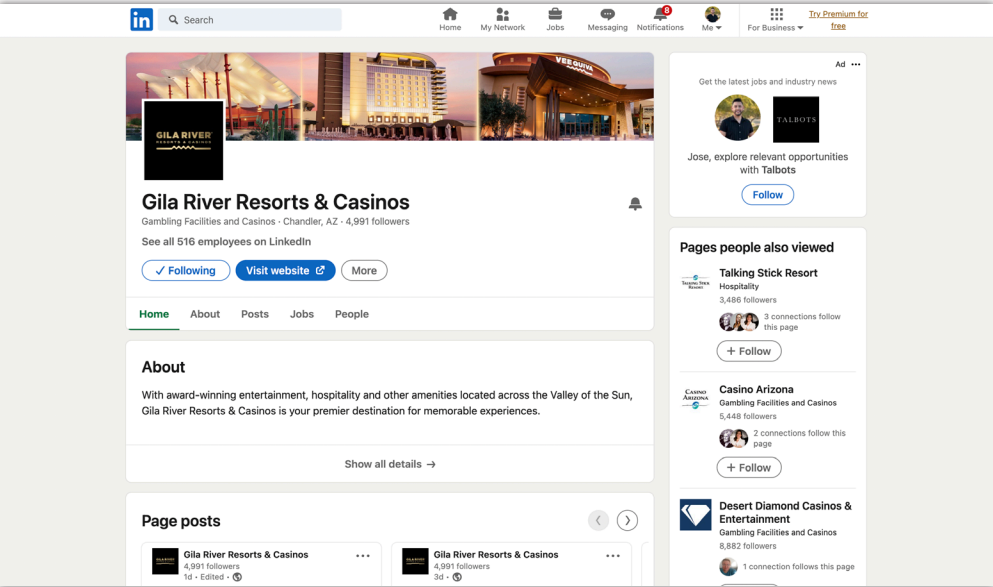 in
Search
Home
My Network
Jobs
Messaging
8
Notifications
Me
For Business
Try Premium for
free
VEE QUIVA
GILA RIVER
RESORTS & CASINOS
Gila River Resorts & Casinos
Gambling Facilities and Casinos · Chandler, AZ · 4,991 followers
See all 516 employees on LinkedIn
✓ Following
Visit website
More
Home
About
Posts
Jobs
People
About
With award-winning entertainment, hospitality and other amenities located across the Valley of the Sun,
Gila River Resorts & Casinos is your premier destination for memorable experiences.
Show all details →
Page posts
Gila River Resorts & Casinos
4,991 followers
1d • Edited •
Gila River Resorts & Casinos
4,991 followers
3d •
Ad ···
Get the latest jobs and industry news
TALBOTS
Jose, explore relevant opportunities
with Talbots
Follow
Pages people also viewed
TALKING STICK
RESORT
Talking Stick Resort
Hospitality
3,486 followers
3 connections follow
this page
+ Follow
CASINO
ARIZONA
Casino Arizona
Gambling Facilities and Casinos
5,448 followers
2 connections follow this
page
+ Follow
Desert Diamond Casinos &
Entertainment
Gambling Facilities and Casinos
8,882 followers
1 connection follows this page